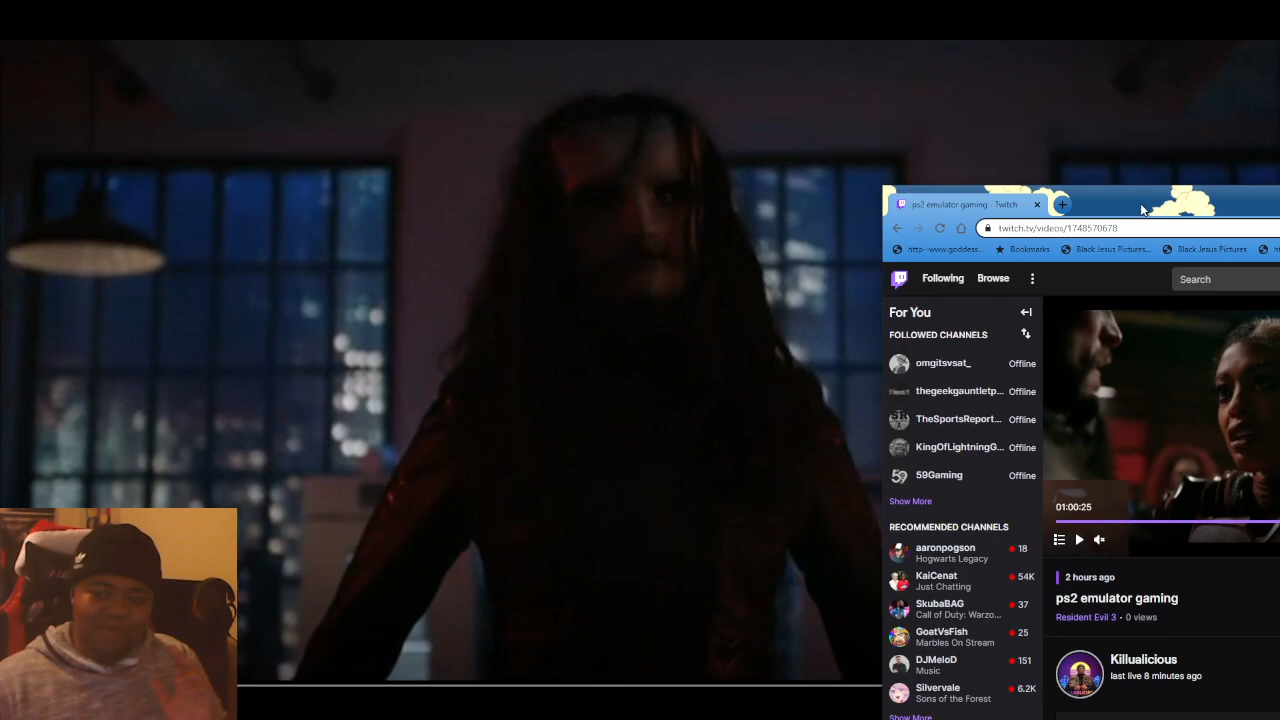 ps2 emulator gaming - Twitch
twitch.tv/videos/1748570678
http--www.goddess...
Bookmarks
Black Jesus Pictures...
Black Jesus Pictures
Following
Browse
Search
For You
FOLLOWED CHANNELS
omgitsvsat_ Offline
thegeekgauntletp... Offline
TheSportsReport... Offline
KingOfLightningG... Offline
59Gaming Offline
Show More
RECOMMENDED CHANNELS
aaronpogson 18
Hogwarts Legacy
KaiCenat 54K
Just Chatting
SkubaBAG 37
Call of Duty: Warzo...
GoatVsFish 25
Marbles On Stream
DJMeloD 151
Music
Silvervale 6.2K
Sons of the Forest
Show More
01:00:25
2 hours ago
ps2 emulator gaming
Resident Evil 3 • 0 views
Killualicious
last live 8 minutes ago